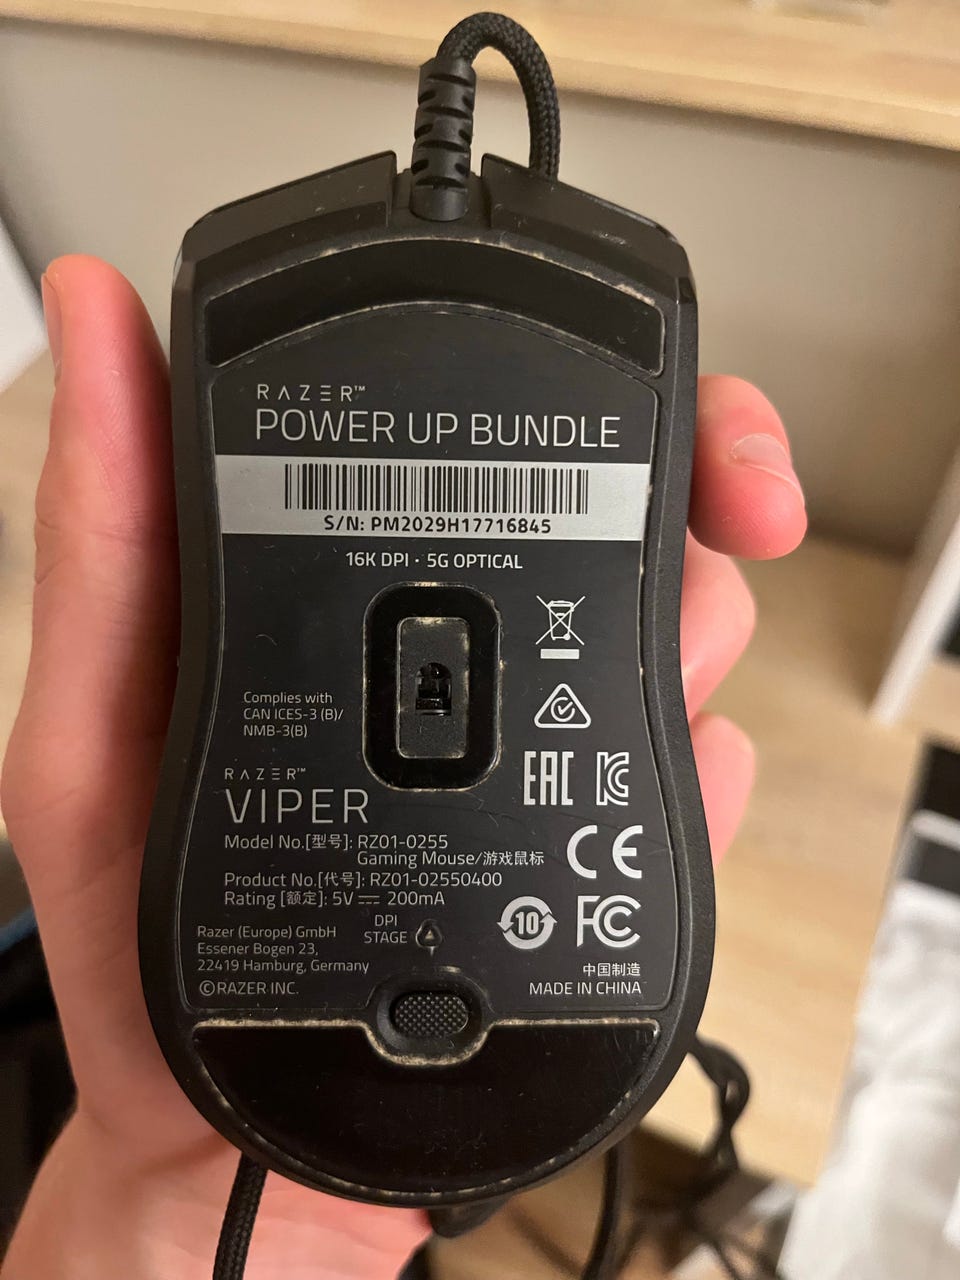 RAZER™
POWER UP BUNDLE
S/N: PM2029H17716845
16K DPI · 5G OPTICAL
Complies with
CAN ICES-3 (B)/
NMB-3(B)
EAC
RAZER™
VIPER
Model No.[型号]: RZ01-0255
Gaming Mouse/游戏鼠标
CE
Product No.[代号]: RZ01-02550400
Rating [额定]: 5V⎓200mA
DPI
STAGE
10
FC
Razer (Europe) GmbH
Essener Bogen 23,
22419 Hamburg, Germany
©RAZER INC.
中国制造
MADE IN CHINA